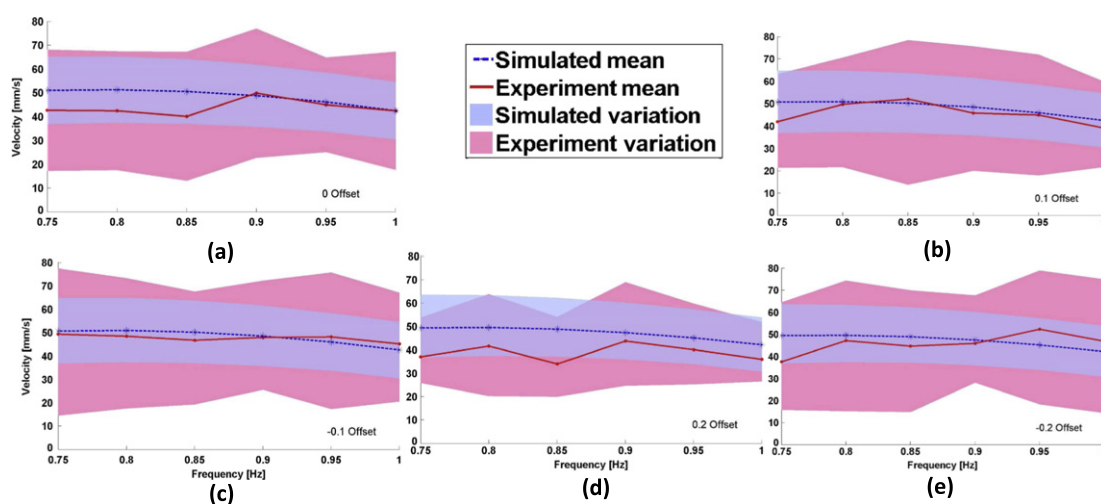 80
70
60
50
40
30
20
10
0
Velocity [mm/s]
0 Offset
0.75 0.8 0.85 0.9 0.95 1
(a)
Simulated mean
Experiment mean
Simulated variation
Experiment variation
80
70
60
50
40
30
20
10
0
0.1 Offset
0.75 0.8 0.85 0.9 0.95
(b)
80
70
60
50
40
30
20
10
0
Velocity [mm/s]
-0.1 Offset
0.75 0.8 0.85 0.9 0.95 1
Frequency [Hz]
(c)
80
70
60
50
40
30
20
10
0
0.2 Offset
0.75 0.8 0.85 0.9 0.95 1
Frequency [Hz]
(d)
80
70
60
50
40
30
20
10
0
-0.2 Offset
0.75 0.8 0.85 0.9 0.95
Frequency [Hz]
(e)